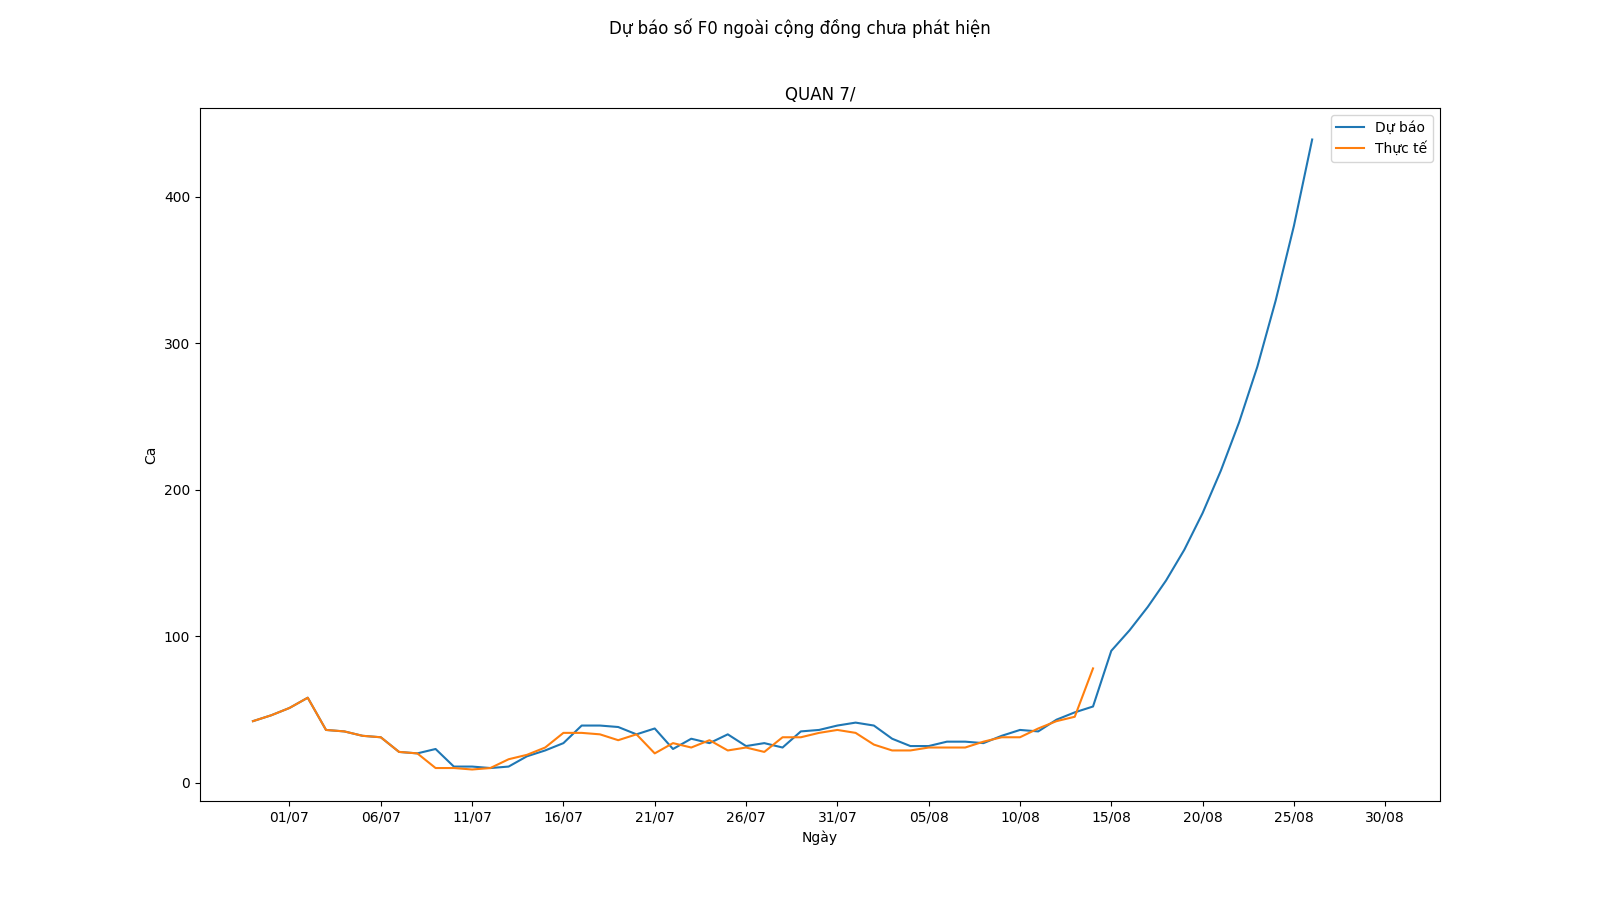 Dự báo số F0 ngoài cộng đồng chưa phát hiện
QUAN 7/
Dự báo
Thực tế
400
300
200
100
0
Ca
01/07 06/07 11/07 16/07 21/07 26/07 31/07 05/08 10/08 15/08 20/08 25/08 30/08
Ngày